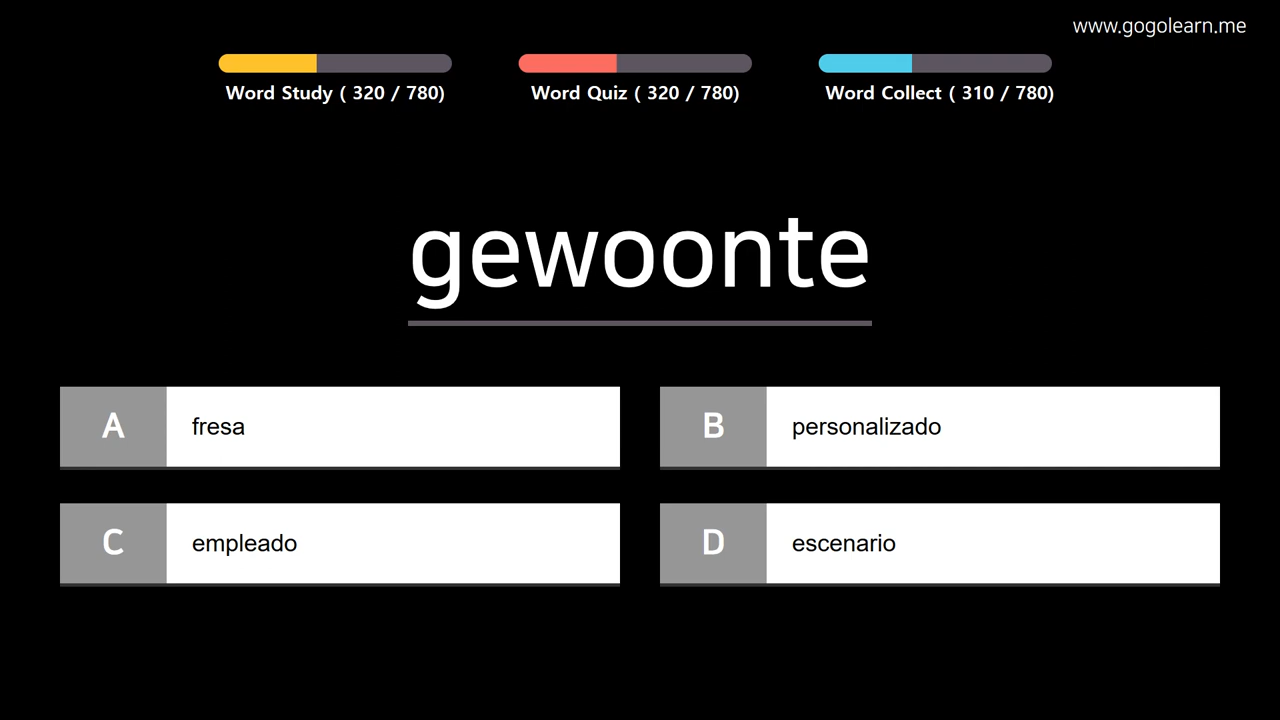 www.gogolearn.me
Word Study ( 320 / 780)
Word Quiz ( 320 / 780)
Word Collect ( 310 / 780)
gewoonte
A fresa
B personalizado
C empleado
D escenario